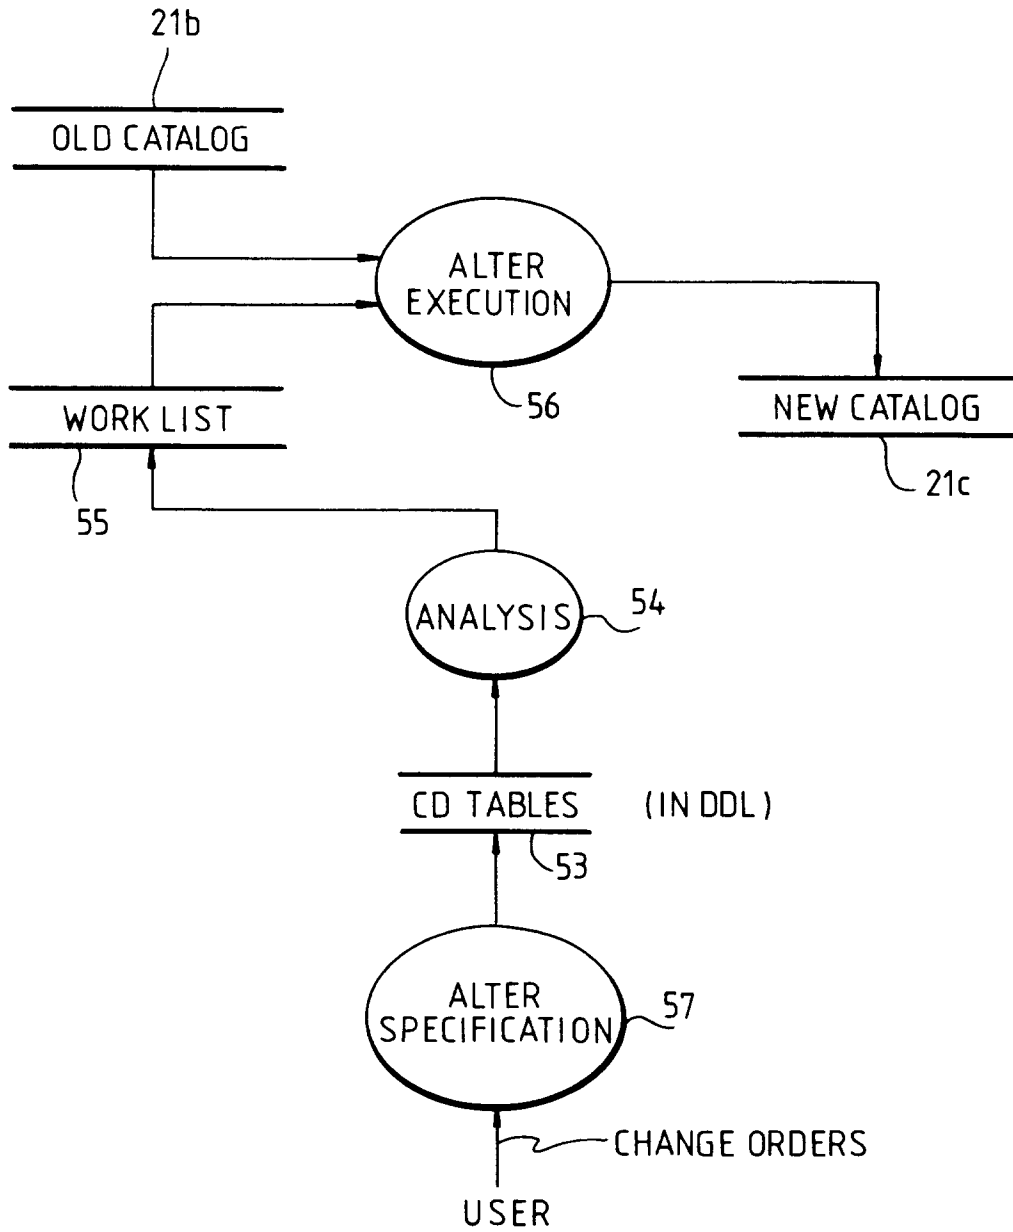 21b
OLD CATALOG
ALTER
EXECUTION
56
WORK LIST
55
NEW CATALOG
21c
ANALYSIS
54
CD TABLES (IN DDL)
53
ALTER
SPECIFICATION
57
CHANGE ORDERS
USER